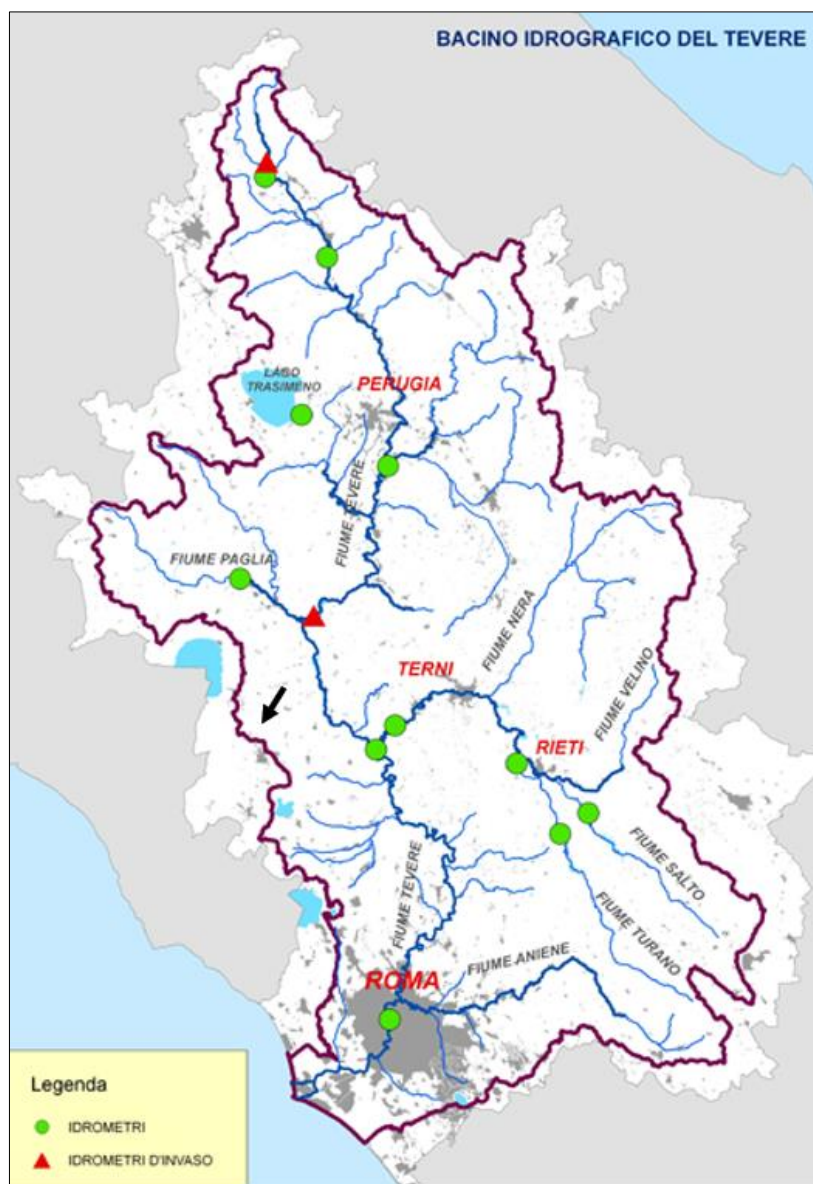 BACINO IDROGRAFICO DEL TEVERE
LAGO
TRASIMENO
PERUGIA
FIUME TEVERE
FIUME PAGLIA
FIUME NERA
TERNI
FIUME VELINO
RIETI
FIUME SALTO
FIUME TEVERE
FIUME TURANO
FIUME ANIENE
ROMA
Legenda
IDROMETRI
IDROMETRI D'INVASO